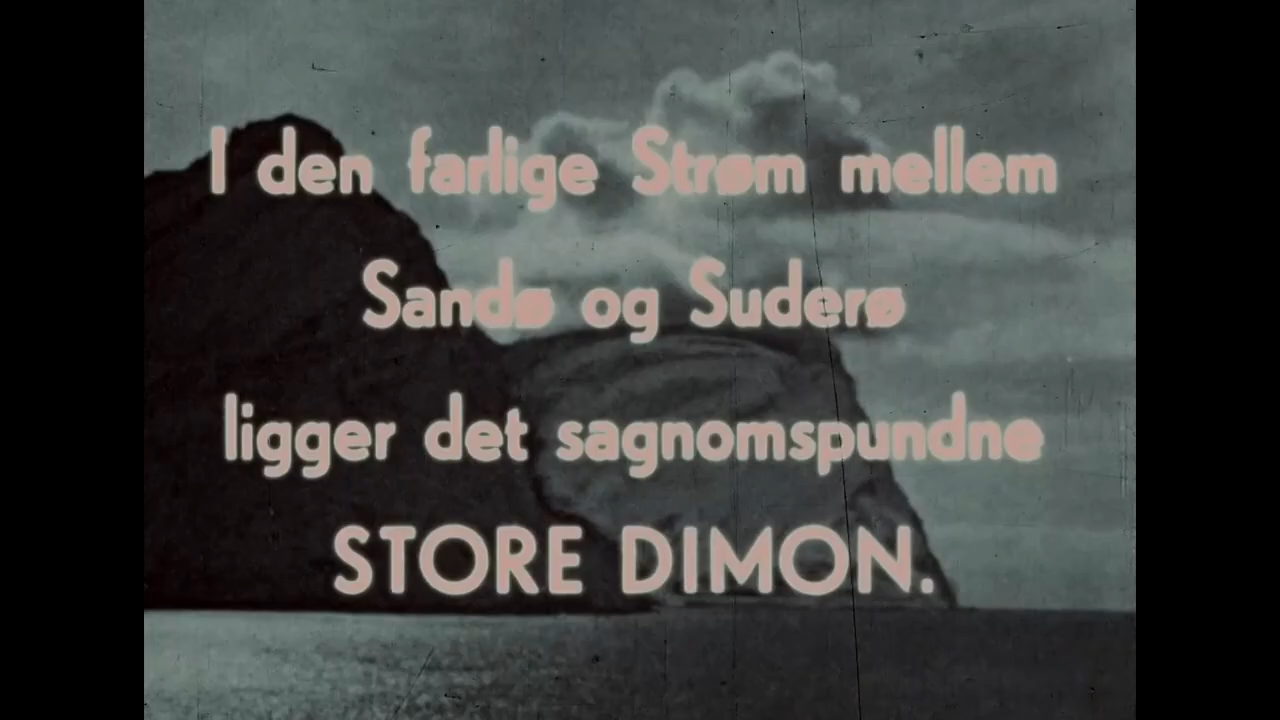 I den farlige Strøm mellem
Sandø og Suderø
ligger det sagnomspundne
STORE DIMON.